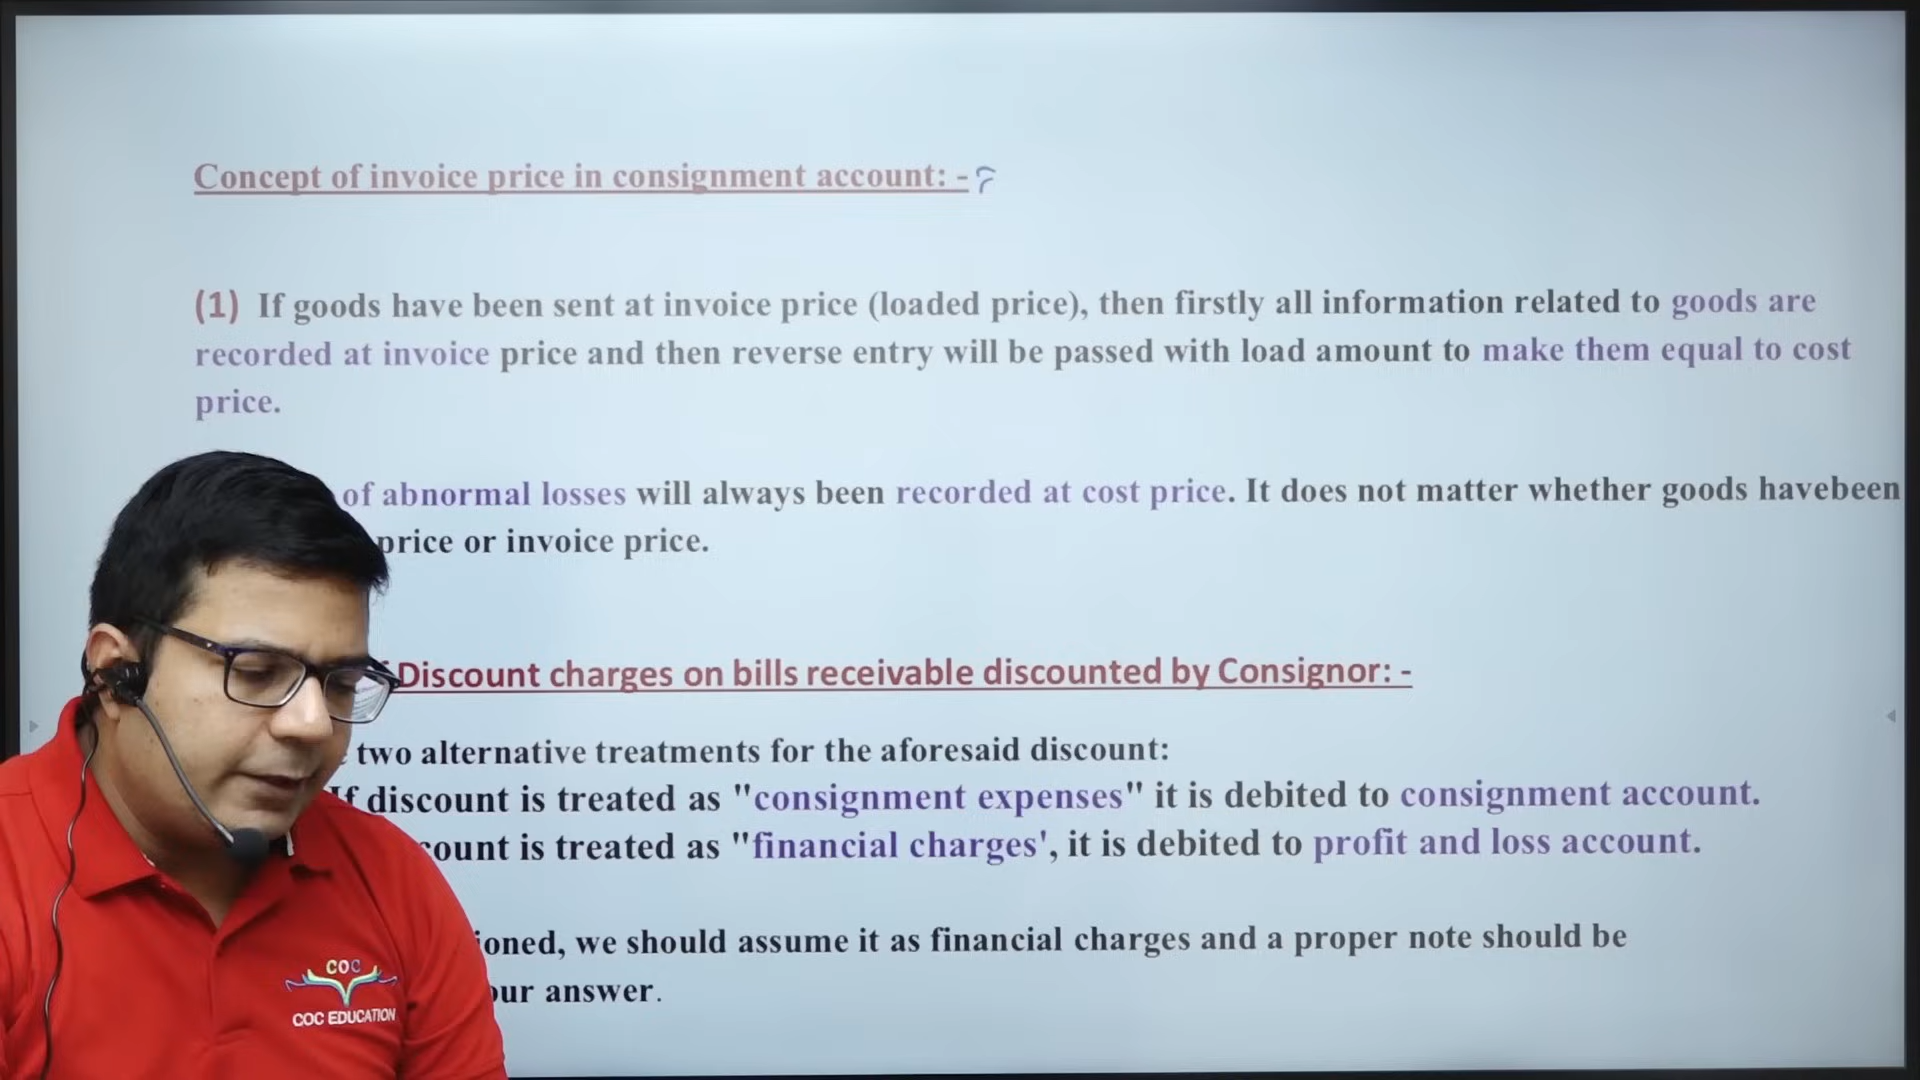 Concept of invoice price in consignment account: -
(1) If goods have been sent at invoice price (loaded price), then firstly all information related to goods are
recorded at invoice price and then reverse entry will be passed with load amount to make them equal to cost
price.
of abnormal losses will always been recorded at cost price. It does not matter whether goods havebeen
price or invoice price.
Discount charges on bills receivable discounted by Consignor: -
two alternative treatments for the aforesaid discount:
If discount is treated as "consignment expenses" it is debited to consignment account.
count is treated as "financial charges', it is debited to profit and loss account.
ioned, we should assume it as financial charges and a proper note should be
our answer.
COC
COC EDUCATION